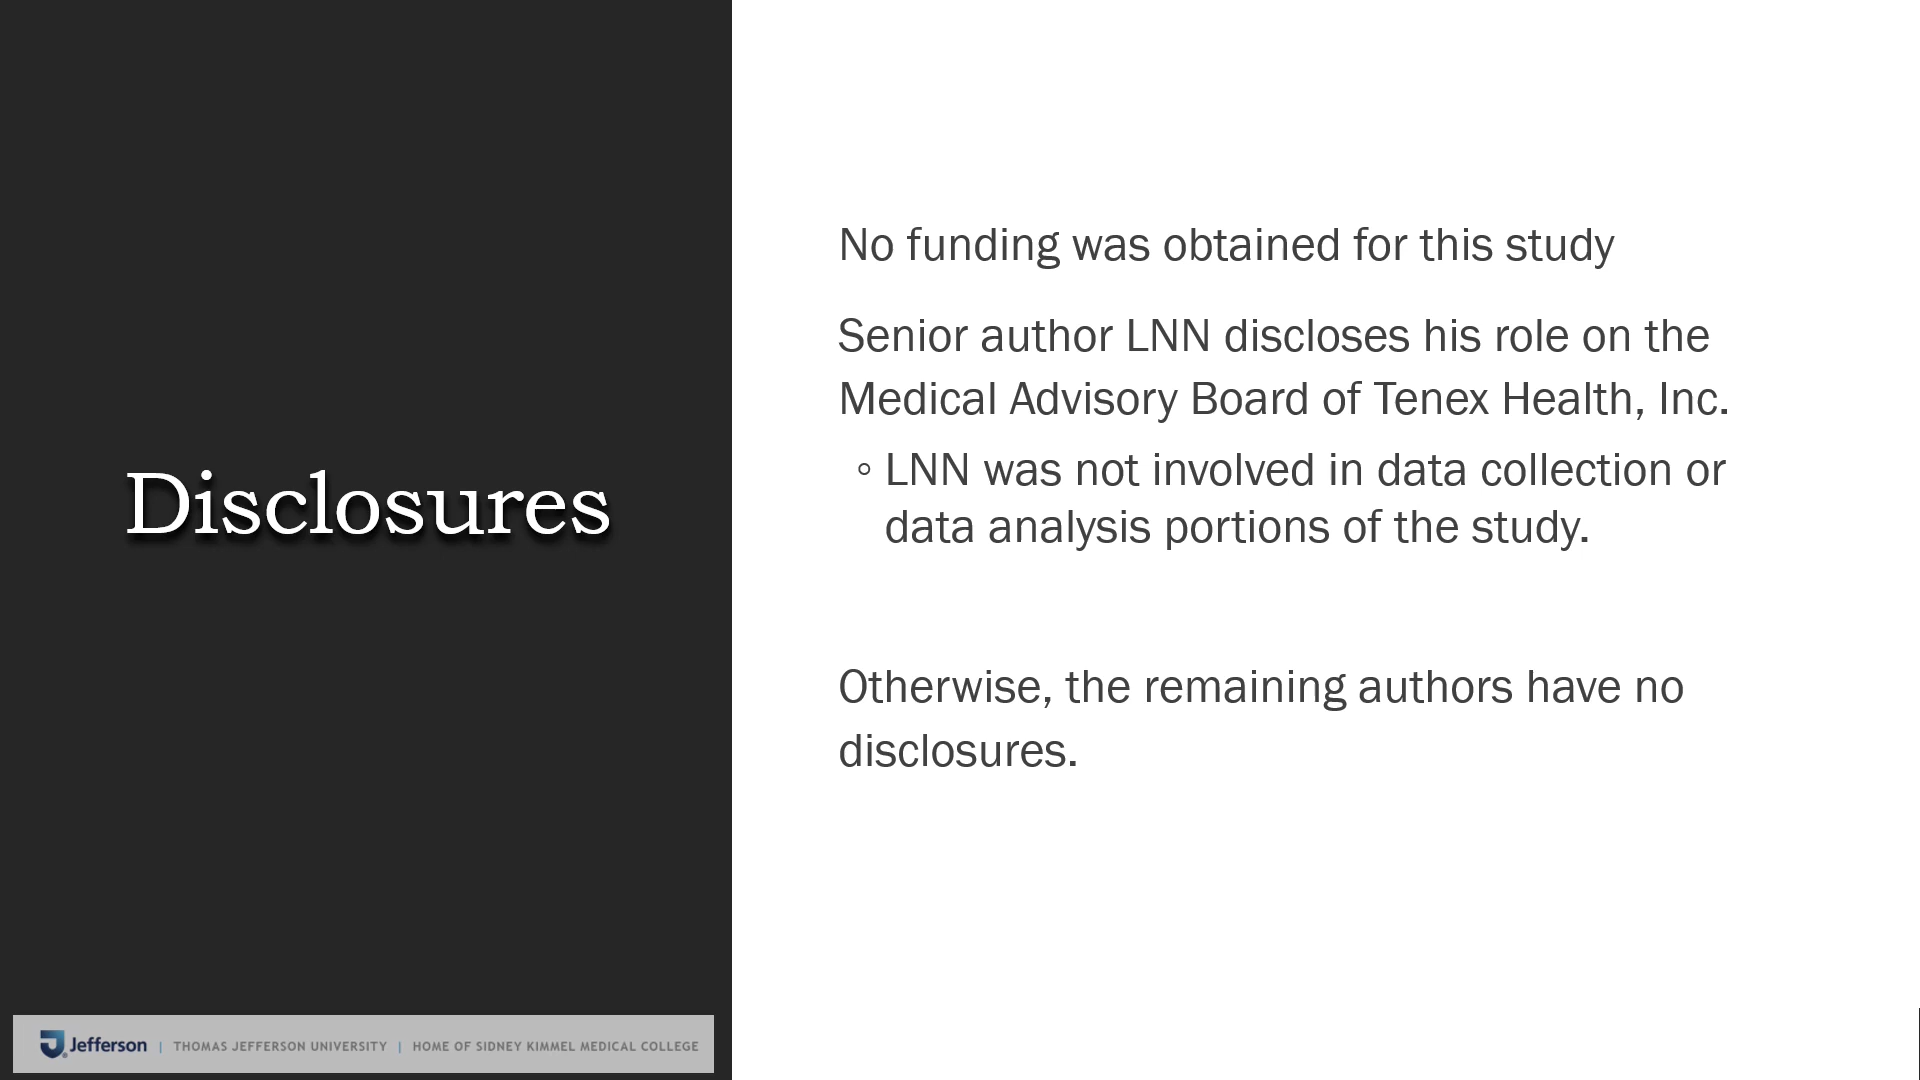 Disclosures
No funding was obtained for this study
Senior author LNN discloses his role on the
Medical Advisory Board of Tenex Health, Inc.
◦ LNN was not involved in data collection or
data analysis portions of the study.
Otherwise, the remaining authors have no
disclosures.
Jefferson | THOMAS JEFFERSON UNIVERSITY | HOME OF SIDNEY KIMMEL MEDICAL COLLEGE